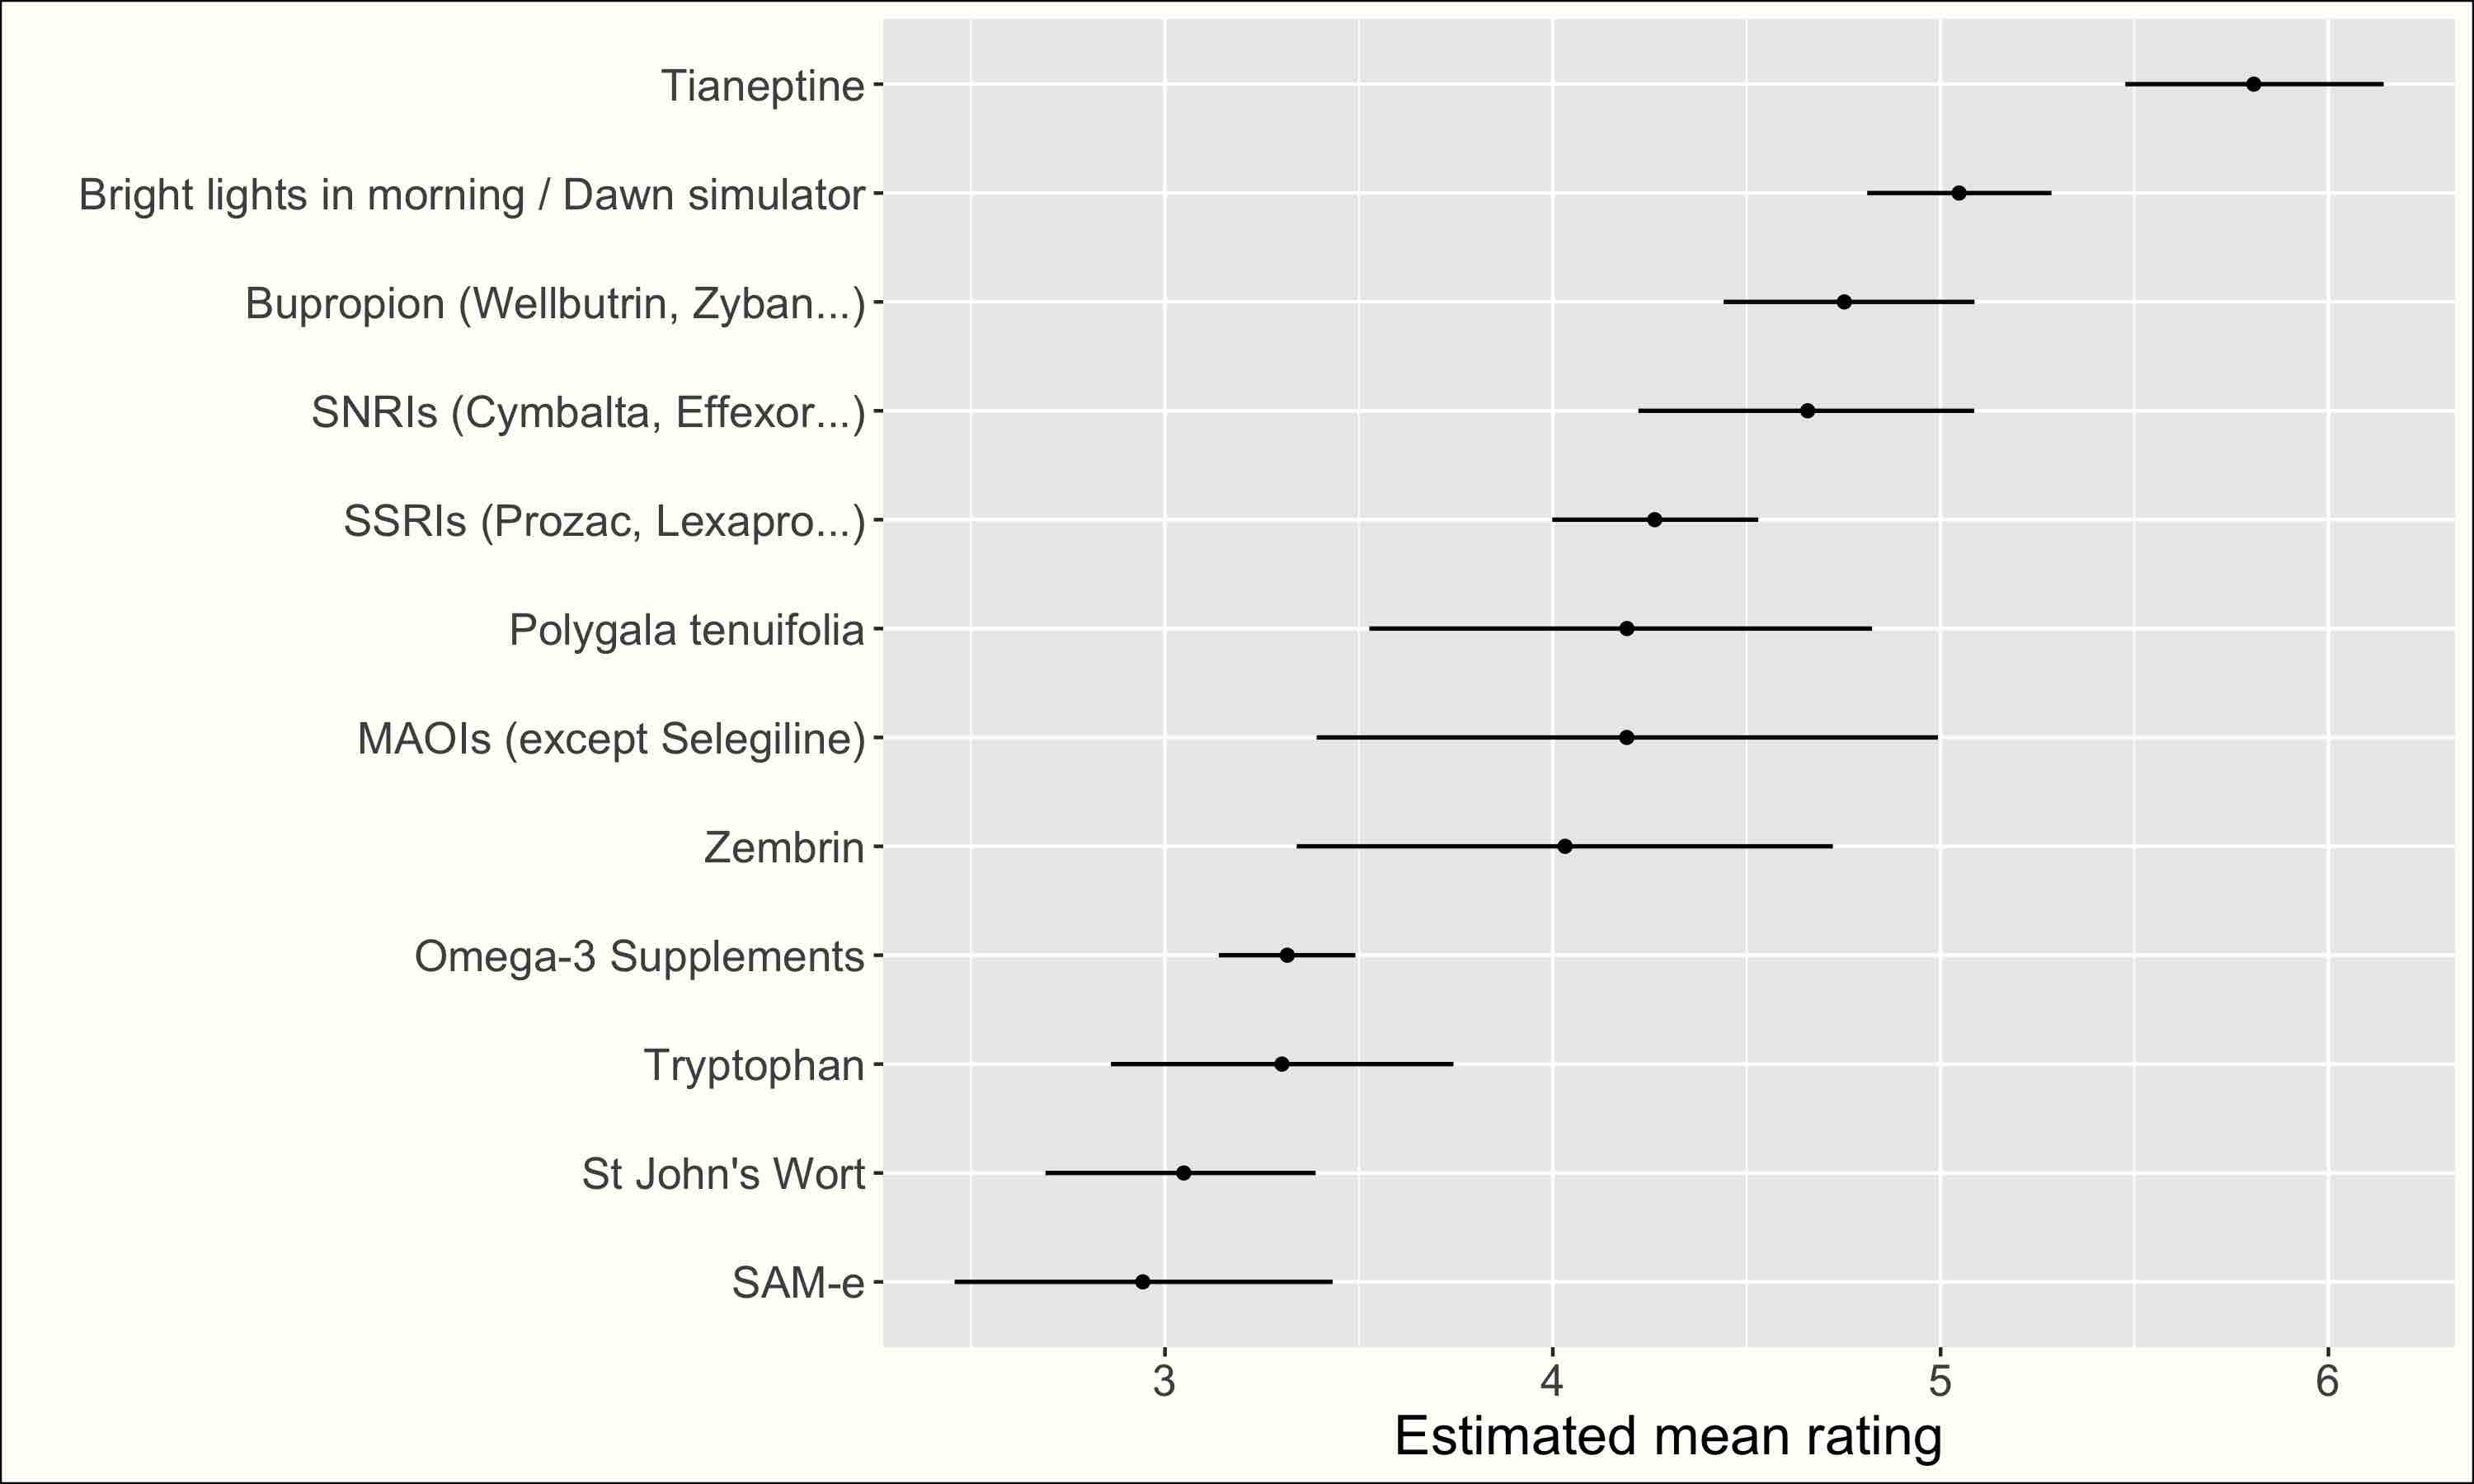 Tianeptine
Bright lights in morning / Dawn simulator
Bupropion (Wellbutrin, Zyban...)
SNRIs (Cymbalta, Effexor...)
SSRIs (Prozac, Lexapro...)
Polygala tenuifolia
MAOIs (except Selegiline)
Zembrin
Omega-3 Supplements
Tryptophan
St John's Wort
SAM-e
3 4 5 6
Estimated mean rating